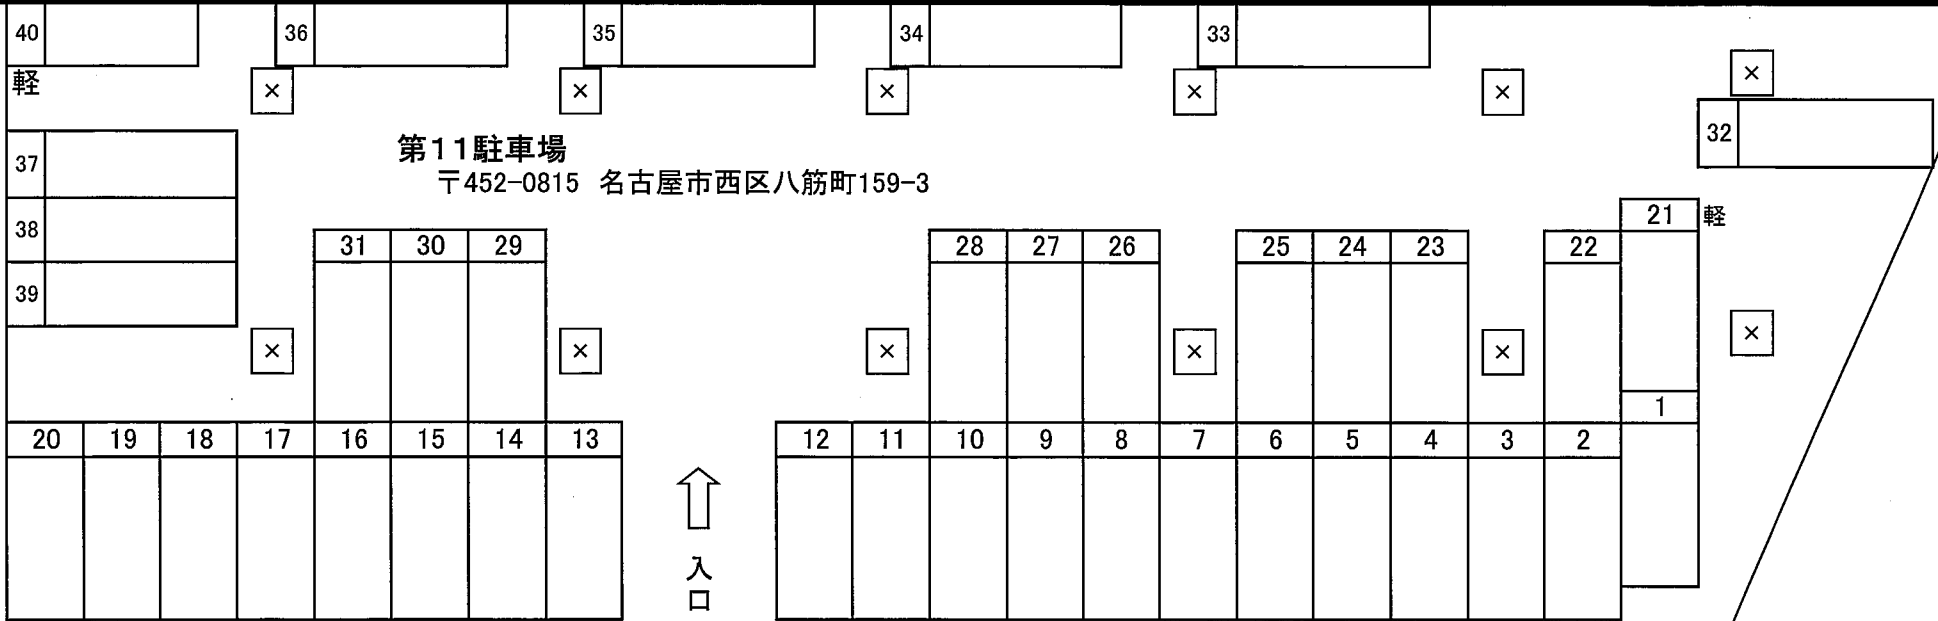 40 36 35 34 33
軽 × × × × × ×
32
第11駐車場
37
〒452-0815 名古屋市西区八筋町159-3
21 軽
38
31 30 29 28 27 26 25 24 23 22
39
× × × × × ×
1
20 19 18 17 16 15 14 13 12 11 10 9 8 7 6 5 4 3 2
入
口